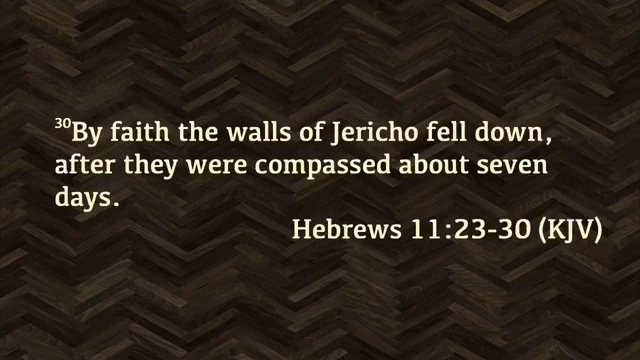 ³⁰By faith the walls of Jericho fell down,
after they were compassed about seven
days.
Hebrews 11:23-30 (KJV)